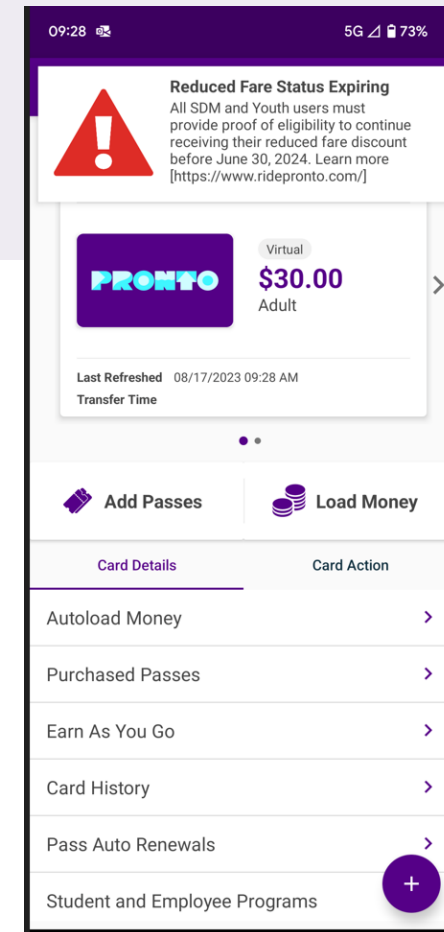 09:28
5G 73%
Reduced Fare Status Expiring
All SDM and Youth users must
provide proof of eligibility to continue
receiving their reduced fare discount
before June 30, 2024. Learn more
[https://www.ridepronto.com/]
PRONTO
Virtual
$30.00
Adult
Last Refreshed 08/17/2023 09:28 AM
Transfer Time
Add Passes
Load Money
Card Details
Card Action
Autoload Money
Purchased Passes
Earn As You Go
Card History
Pass Auto Renewals
Student and Employee Programs